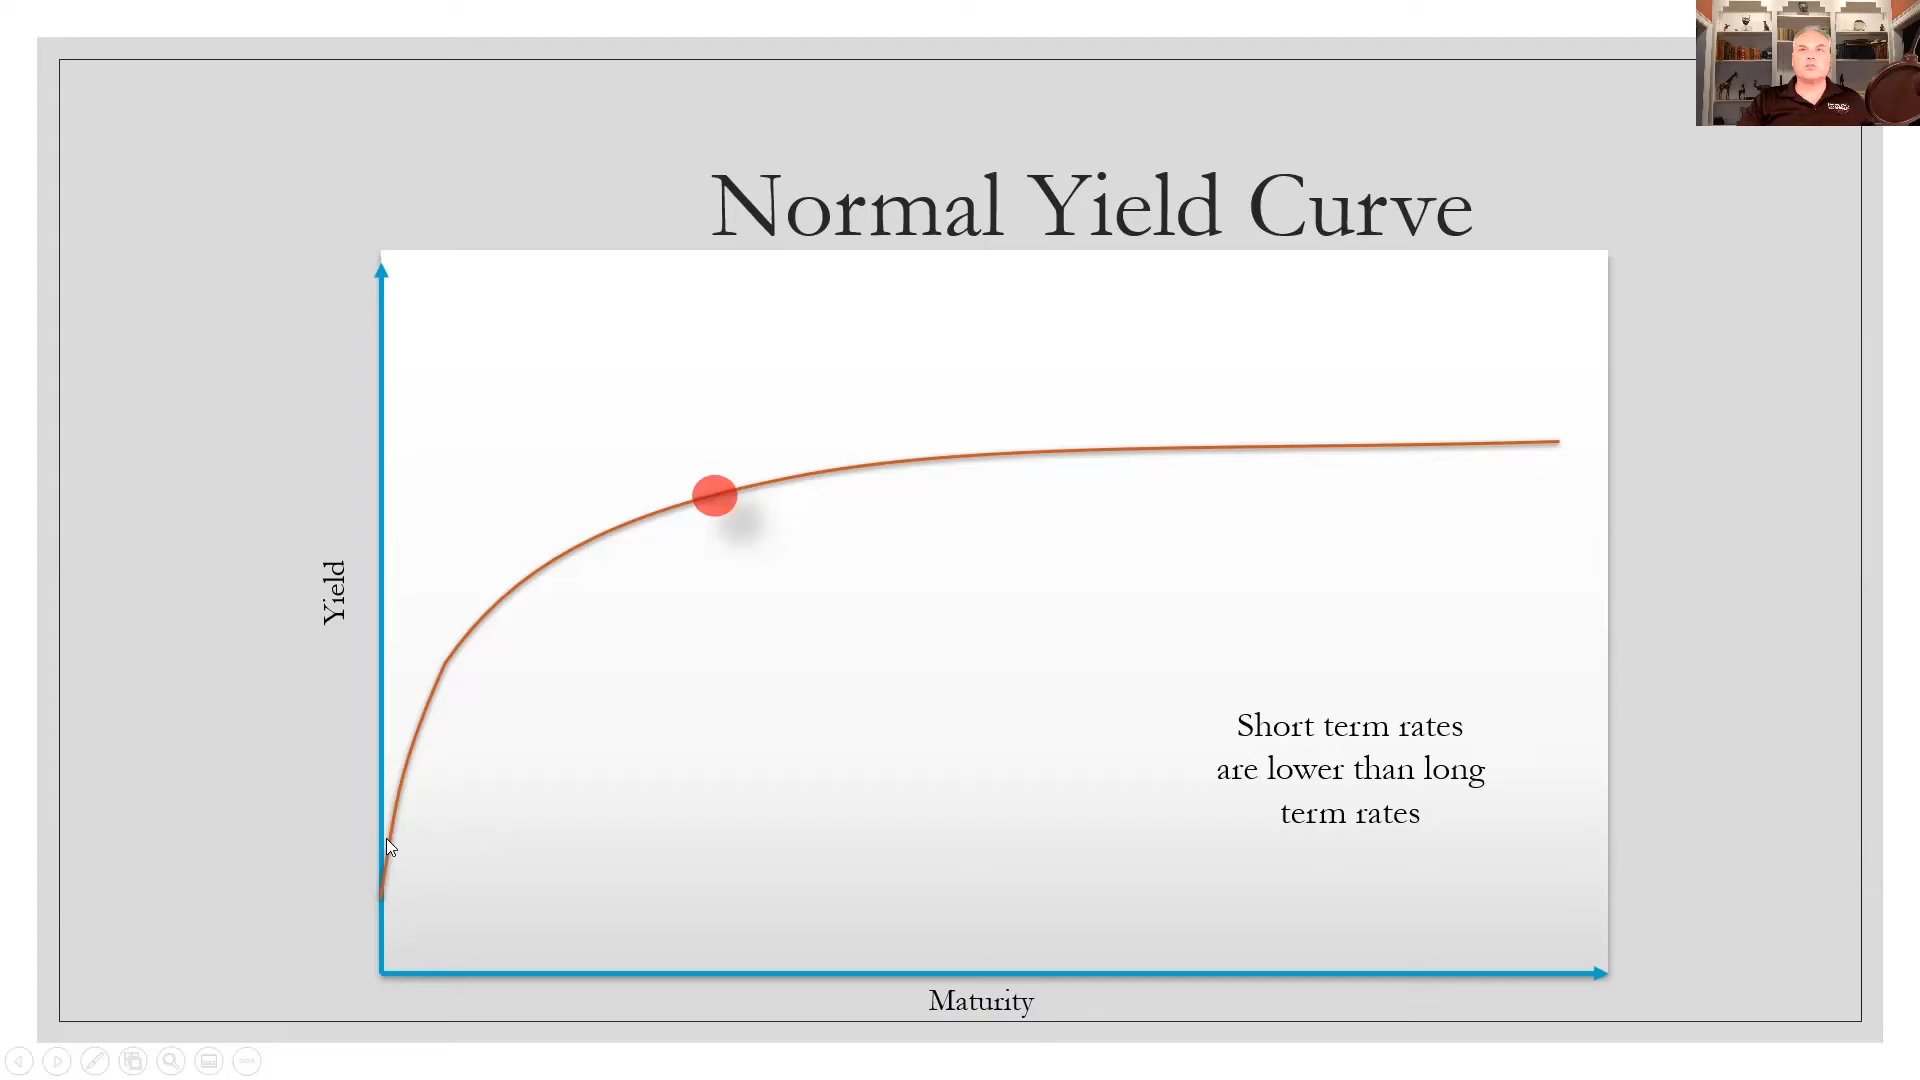 Normal Yield Curve
Yield
Short term rates
are lower than long
term rates
Maturity